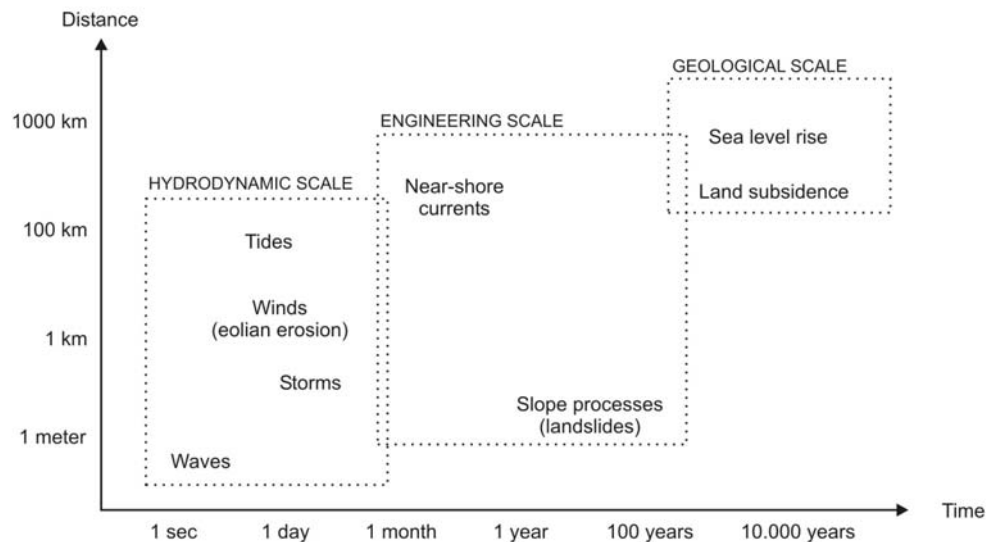 Distance
GEOLOGICAL SCALE
1000 km
ENGINEERING SCALE
Sea level rise
HYDRODYNAMIC SCALE
Near-shore
currents
Land subsidence
100 km
Tides
Winds
(eolian erosion)
1 km
Storms
Slope processes
(landslides)
1 meter
Waves
Time
1 sec
1 day
1 month
1 year
100 years
10.000 years